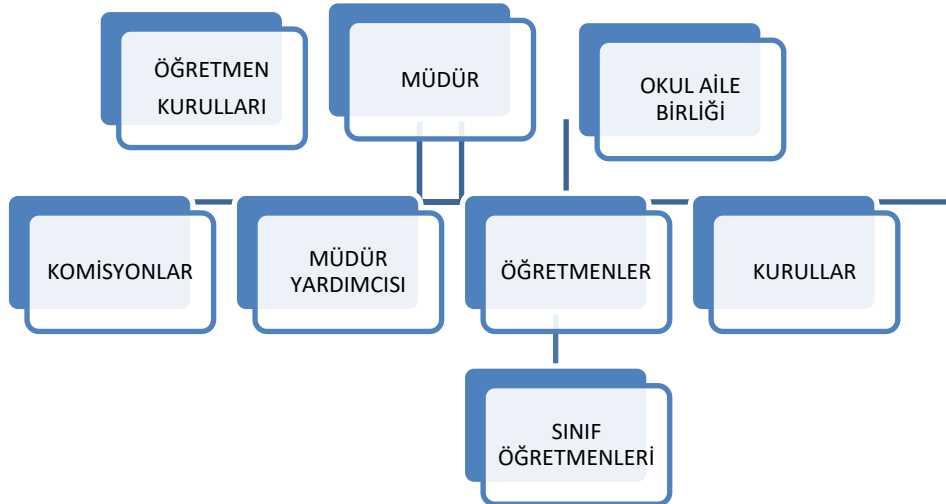 ÖĞRETMEN
KURULLARI
MÜDÜR
OKUL AİLE
BİRLİĞİ
KOMİSYONLAR
MÜDÜR
YARDIMCISI
ÖĞRETMENLER
KURULLAR
SINIF
ÖĞRETMENLERİ